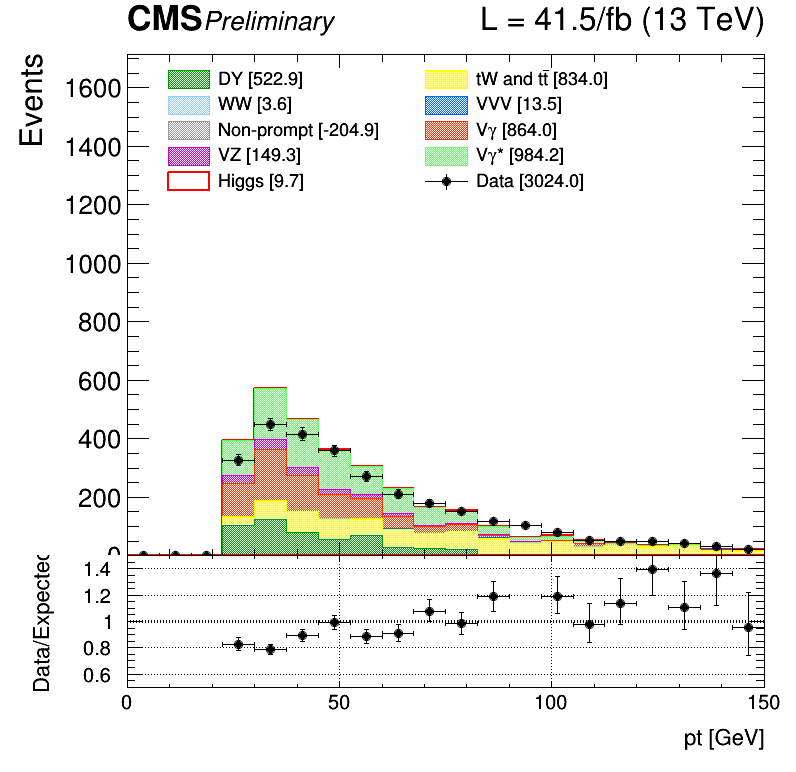 CMS Preliminary L = 41.5/fb (13 TeV)
Events
DY [522.9]
WW [3.6]
Non-prompt [-204.9]
VZ [149.3]
Higgs [9.7]
tW and tt̄ [834.0]
VVV [13.5]
Vγ [864.0]
Vγ* [984.2]
Data [3024.0]
1600
1400
1200
1000
800
600
400
200
0
Data/Expected
1.4
1.2
1
0.8
0.6
0 50 100 150
pt [GeV]